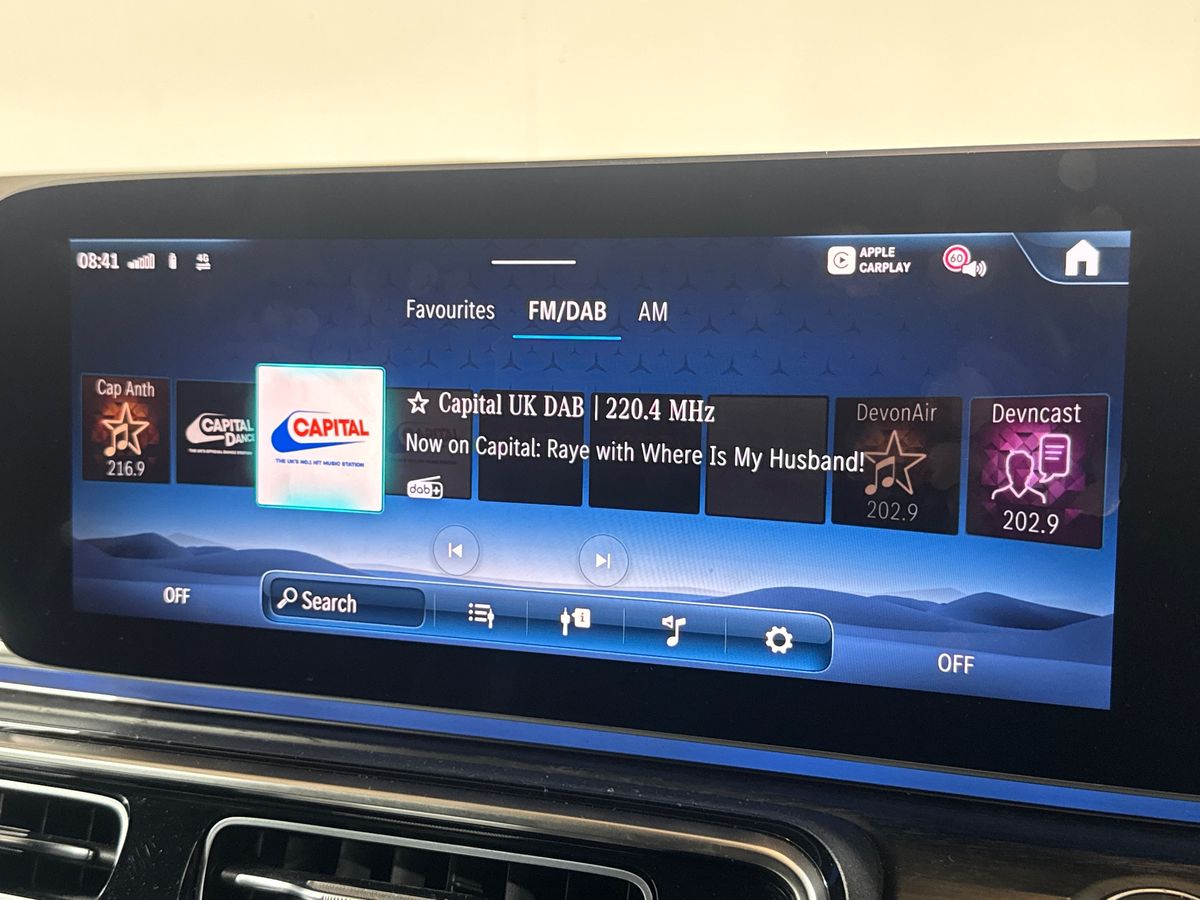 08:41
4G
APPLE
CARPLAY
60
Favourites FM/DAB AM
Cap Anth
216.9
CAPITAL
DANCE
CAPITAL
THE UK'S NO.1 HIT MUSIC STATION
Capital UK DAB | 220.4 MHz
Now on Capital: Raye with Where Is My Husband!
dab+
DevonAir
202.9
Devncast
202.9
OFF
Search
OFF